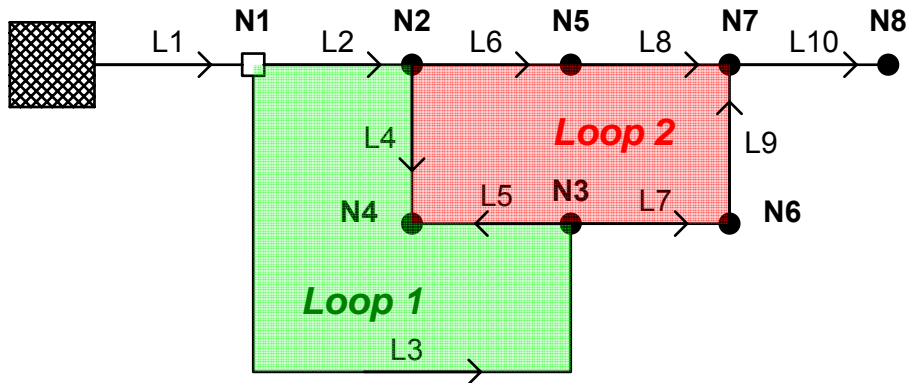 N1 N2 N5 N7 N8
L1 L2 L6 L8 L10
L4 Loop 2 L9
N4 L5 N3 L7 N6
Loop 1
L3